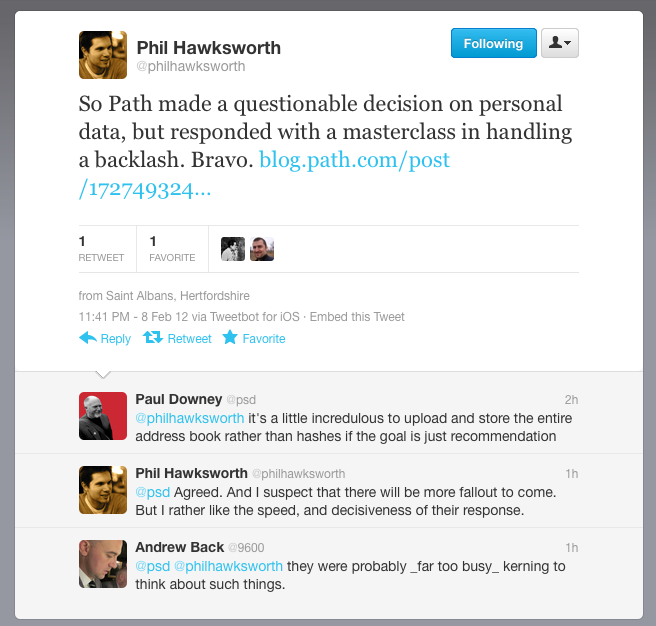 Phil Hawksworth
@philhawksworth
Following
So Path made a questionable decision on personal
data, but responded with a masterclass in handling
a backlash. Bravo. blog.path.com/post
/172749324...
1
RETWEET
1
FAVORITE
from Saint Albans, Hertfordshire
11:41 PM - 8 Feb 12 via Tweetbot for iOS · Embed this Tweet
Reply Retweet Favorite
Paul Downey @psd 2h
@philhawksworth it's a little incredulous to upload and store the entire
address book rather than hashes if the goal is just recommendation
Phil Hawksworth @philhawksworth 1h
@psd Agreed. And I suspect that there will be more fallout to come.
But I rather like the speed, and decisiveness of their response.
Andrew Back @9600 1h
@psd @philhawksworth they were probably _far too busy_ kerning to
think about such things.